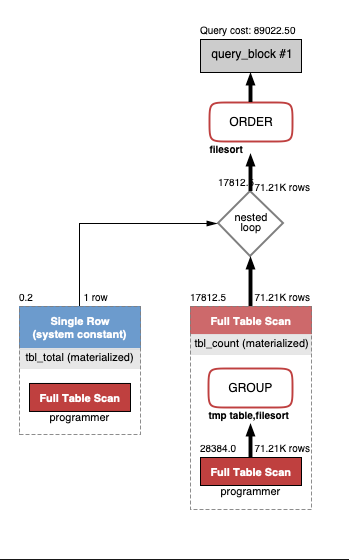 Query cost: 89022.50
query_block #1
ORDER
filesort
17812.5 71.21K rows
nested
loop
0.2 1 row
Single Row
(system constant)
tbl_total (materialized)
Full Table Scan
programmer
17812.5 71.21K rows
Full Table Scan
tbl_count (materialized)
GROUP
tmp table,filesort
28384.0 71.21K rows
Full Table Scan
programmer